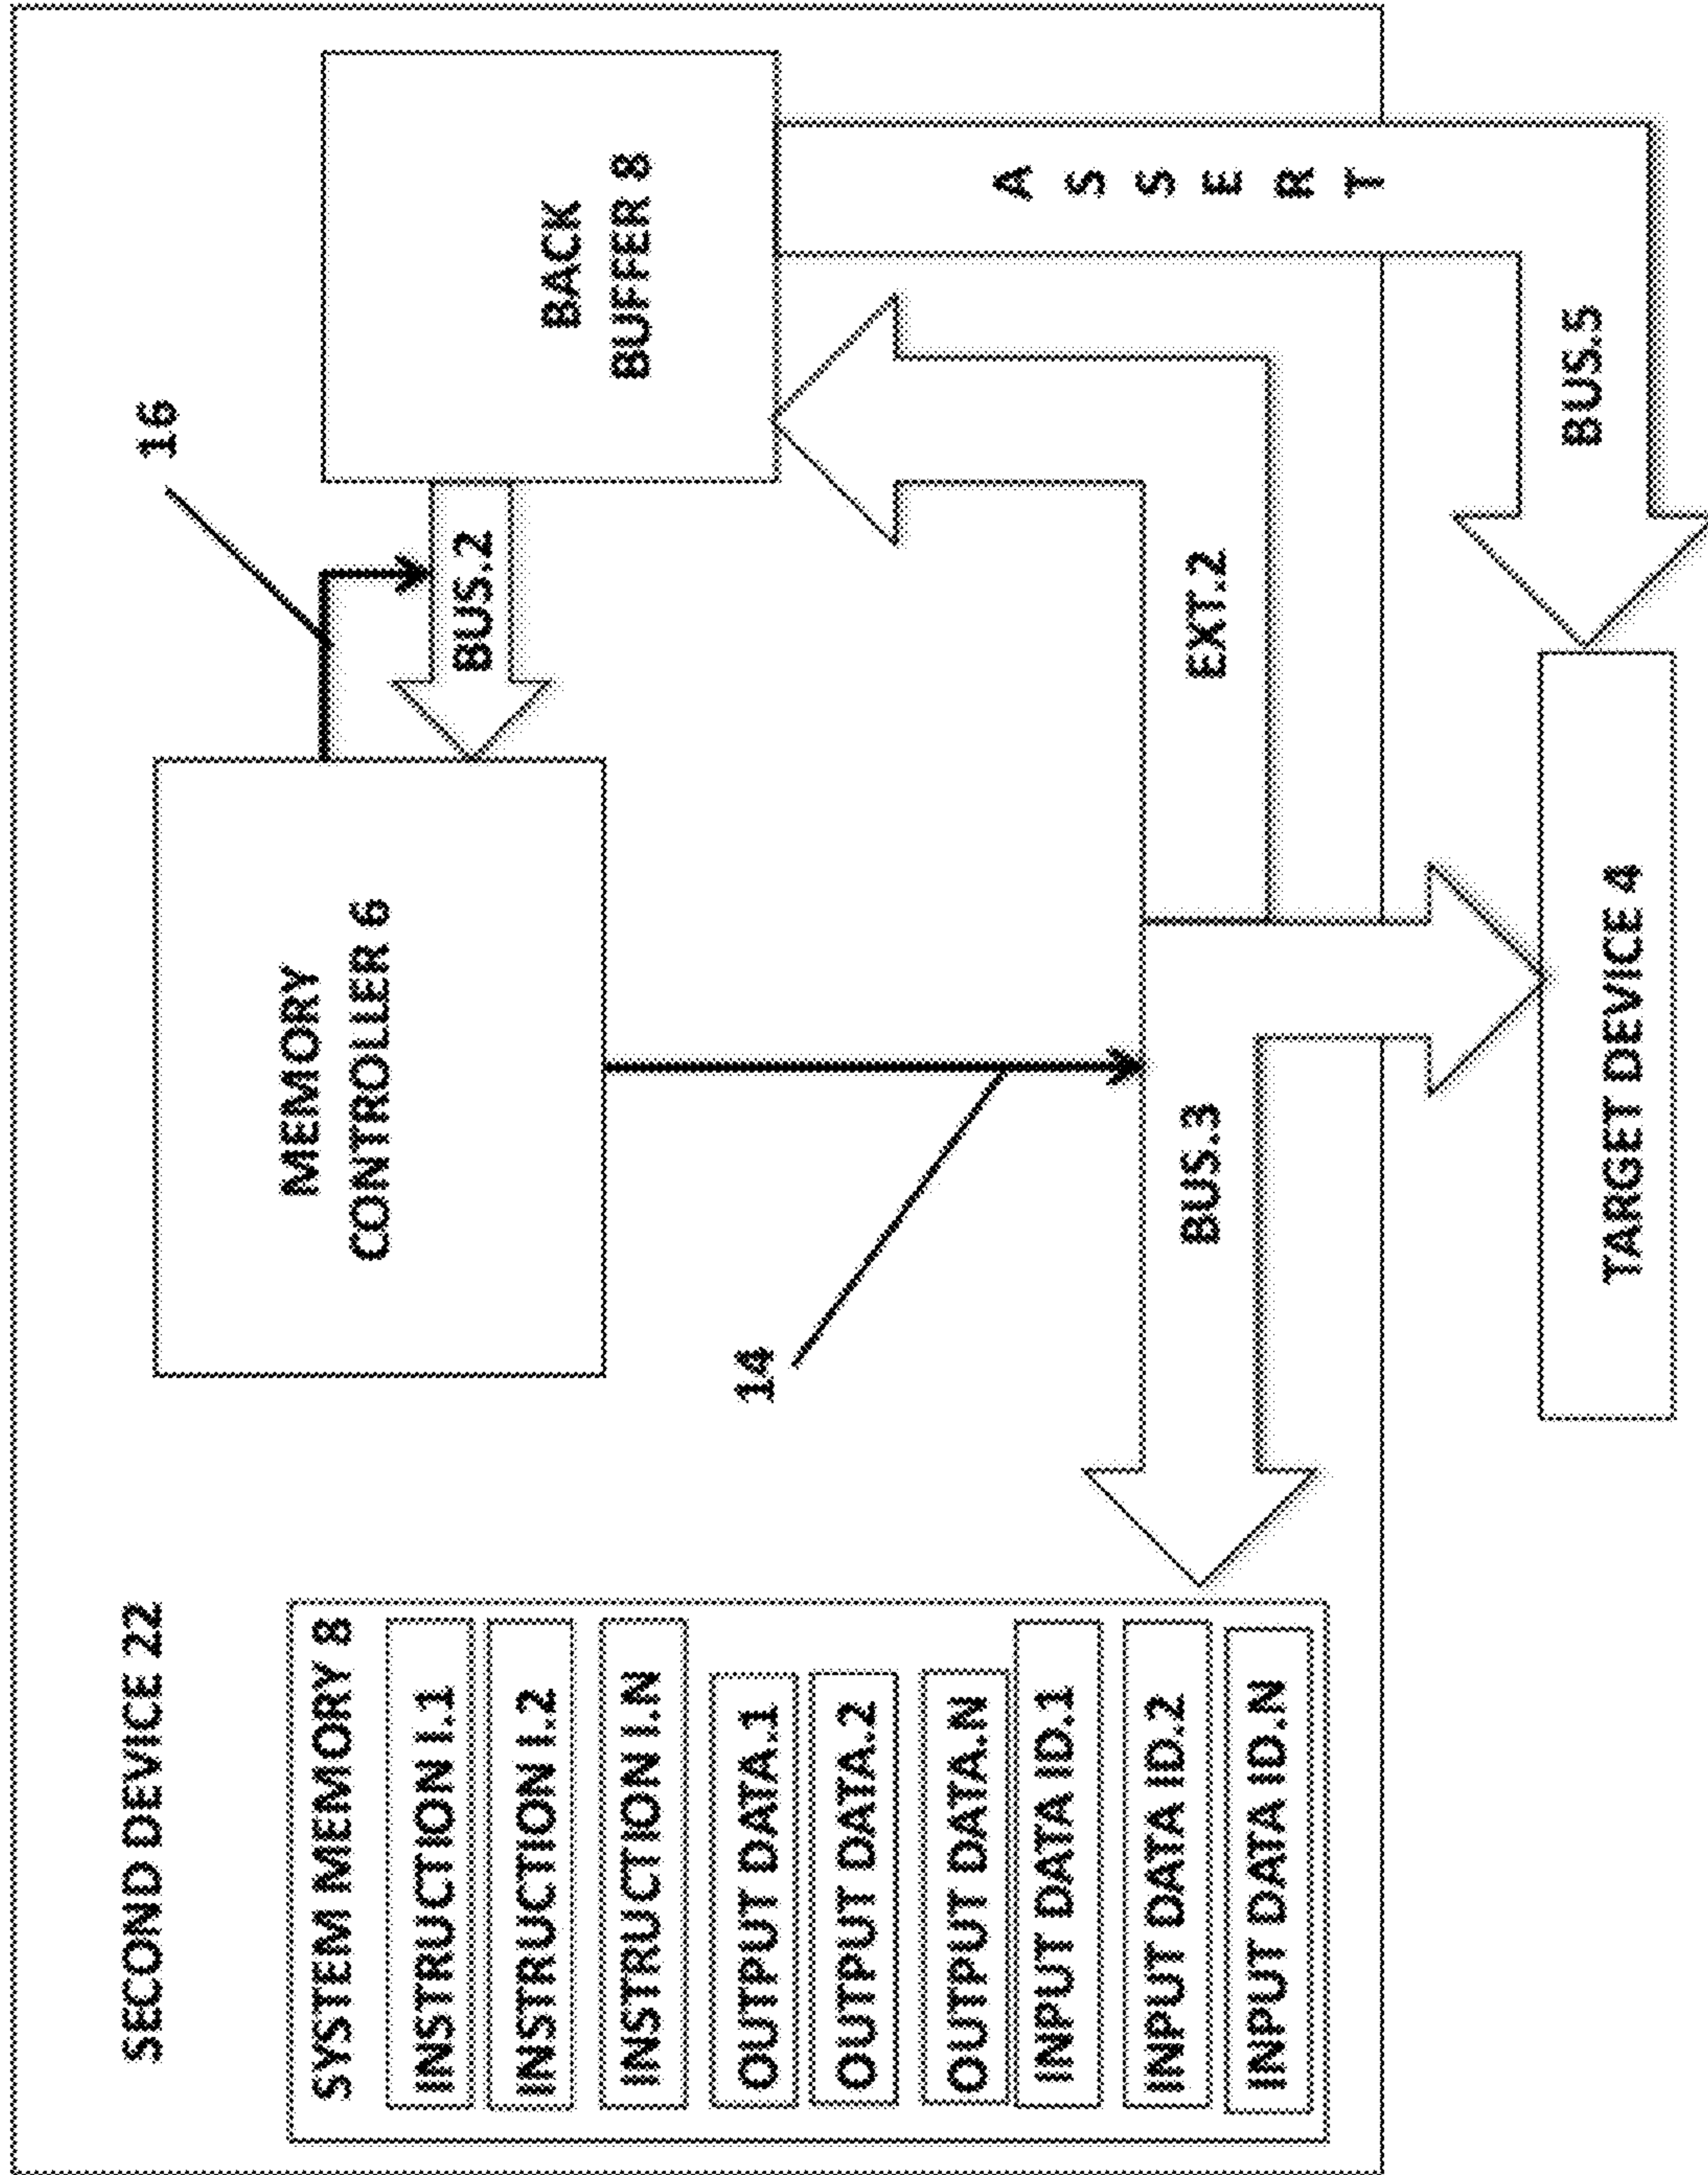 SECOND DEVICE 22
SYSTEM MEMORY 8
INSTRUCTION I.1
INSTRUCTION I.2
INSTRUCTION I.N
OUTPUT DATA.1
OUTPUT DATA.2
OUTPUT DATA.N
INPUT DATA ID.1
INPUT DATA ID.2
INPUT DATA ID.N
MEMORY
CONTROLLER 6
14
16
BUS.2
BACK
BUFFER 8
BUS.3
EXT.2
ASSERT
BUS.5
TARGET DEVICE 4